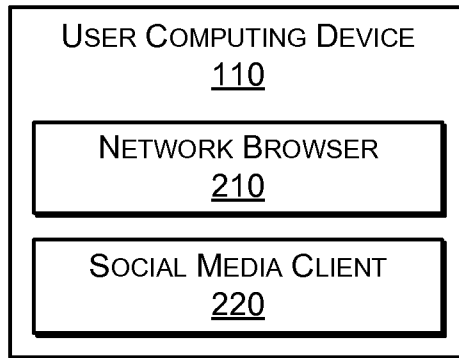 USER COMPUTING DEVICE
110
NETWORK BROWSER
210
SOCIAL MEDIA CLIENT
220